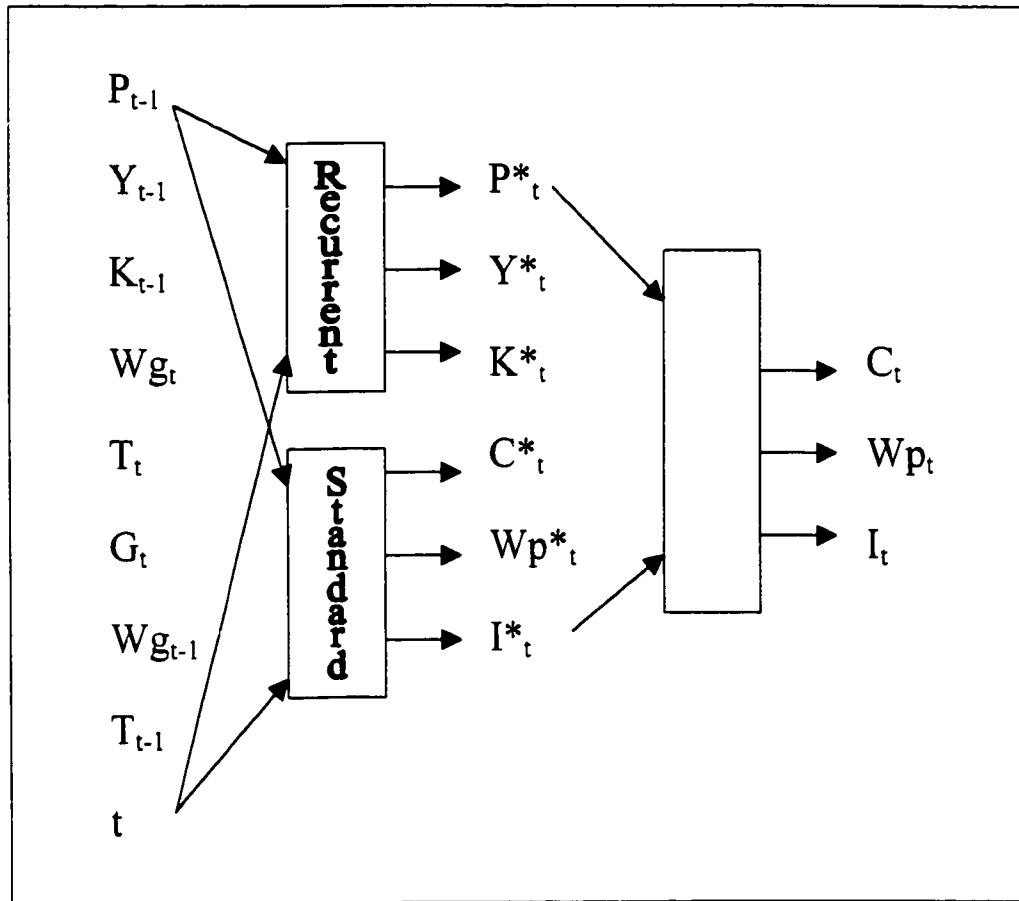 P_{t-1}
Y_{t-1}
K_{t-1}
Wg_t
T_t
G_t
Wg_{t-1}
T_{t-1}
t
Recurrent
Standard
P*_t
Y*_t
K*_t
C*_t
Wp*_t
I*_t
C_t
Wp_t
I_t